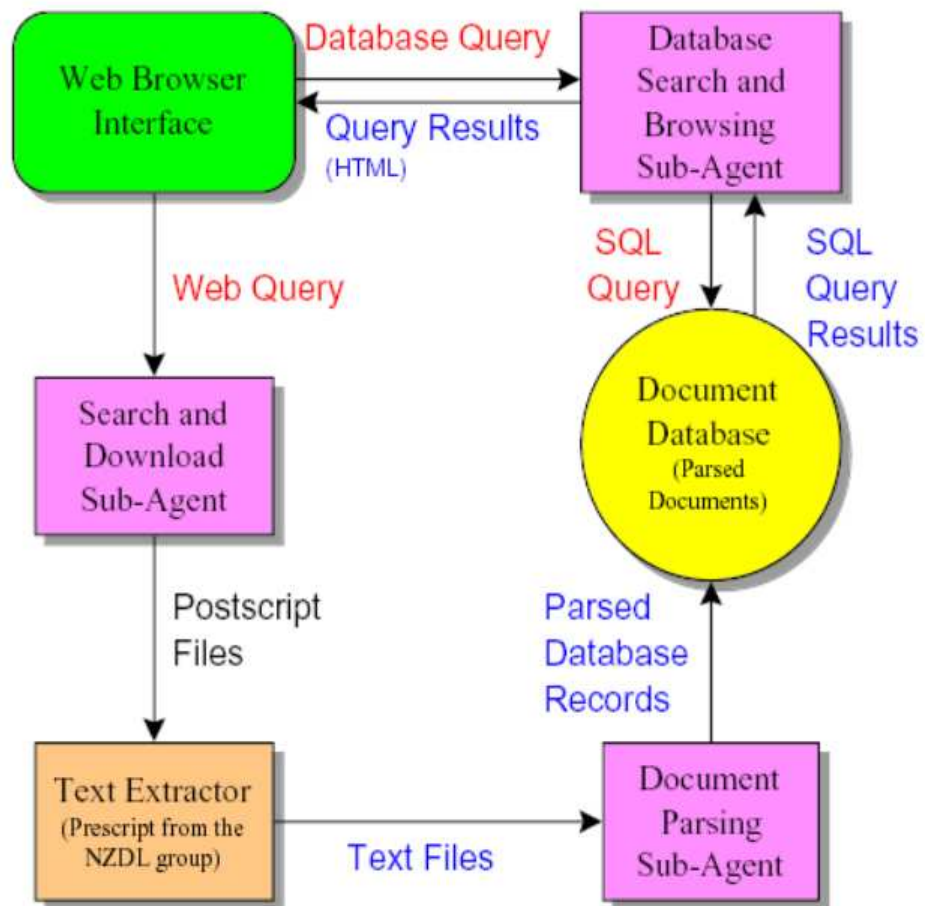 Web Browser
Interface
Database Query
Query Results
(HTML)
Database
Search and
Browsing
Sub-Agent
Web Query
SQL
Query
SQL
Query
Results
Search and
Download
Sub-Agent
Document
Database
(Parsed
Documents)
Postscript
Files
Parsed
Database
Records
Text Extractor
(Prescript from the
NZDL group)
Text Files
Document
Parsing
Sub-Agent